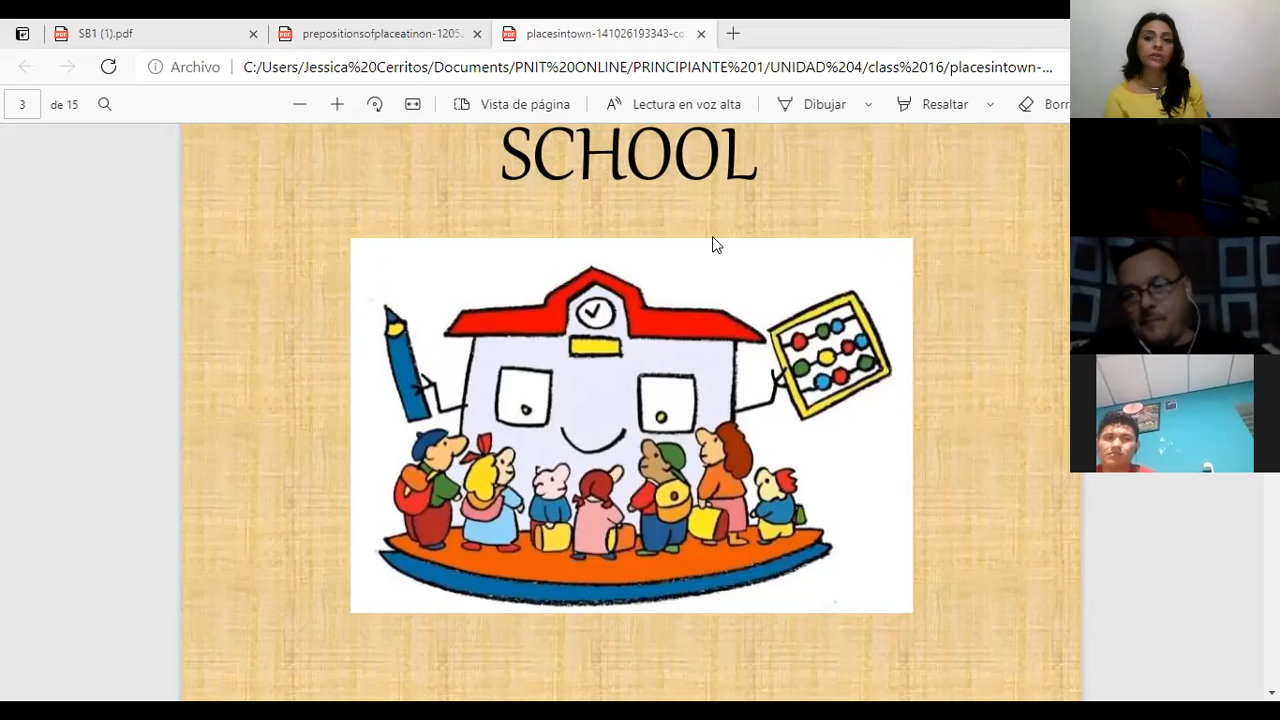 SB1 (1).pdf
prepositionsofplaceatinon-1205
placesintown-141026193343-co
Archivo
C:/Users/Jessica%20Cerritos/Documents/PNIT%20ONLINE/PRINCIPIANTE%201/UNIDAD%204/class%2016/placesintown-...
3 de 15
Vista de página
Lectura en voz alta
Dibujar
Resaltar
Borr
SCHOOL